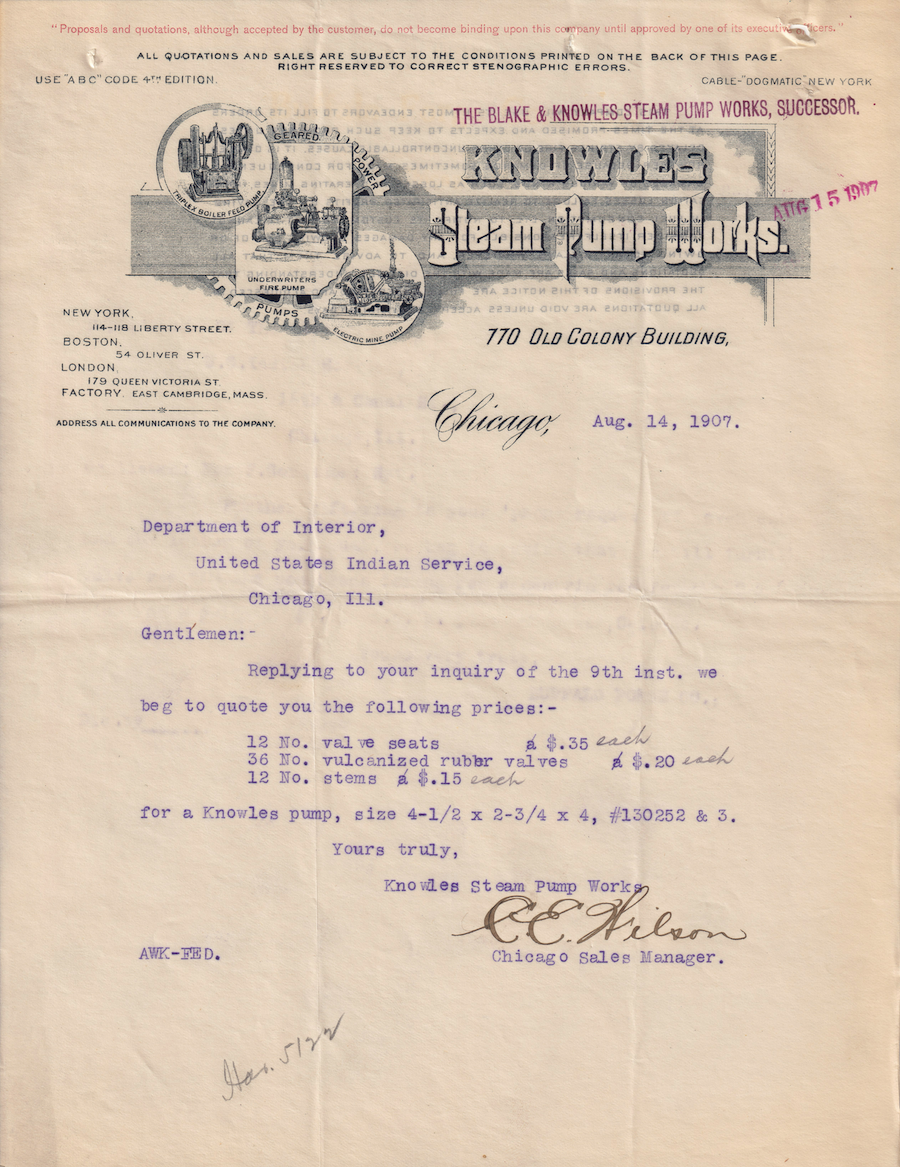 "Proposals and quotations, although accepted by the customer, do not become binding upon this company until approved by one of its executive officers."
ALL QUOTATIONS AND SALES ARE SUBJECT TO THE CONDITIONS PRINTED ON THE BACK OF THIS PAGE.
RIGHT RESERVED TO CORRECT STENOGRAPHIC ERRORS.
USE "A B C" CODE 4TH EDITION.
CABLE-"DOGMATIC" NEW YORK
THE BLAKE & KNOWLES STEAM PUMP WORKS, SUCCESSOR.
GEARED
POWER
PUMPS
TRIPLEX BOILER FEED PUMP
UNDERWRITERS
FIRE PUMP
ELECTRIC MINE PUMP
KNOWLES
Steam Pump Works.
AUG 15 1907
770 OLD COLONY BUILDING,
NEW YORK,
114-118 LIBERTY STREET.
BOSTON,
54 OLIVER ST.
LONDON,
179 QUEEN VICTORIA ST.
FACTORY. EAST CAMBRIDGE, MASS.
ADDRESS ALL COMMUNICATIONS TO THE COMPANY.
Chicago, Aug. 14, 1907.
Department of Interior,
United States Indian Service,
Chicago, Ill.
Gentlemen:-
Replying to your inquiry of the 9th inst. we
beg to quote you the following prices:-
12 No. valve seats a $.35 each
36 No. vulcanized rubbr valves a $.20 each
12 No. stems a $.15 each
for a Knowles pump, size 4-1/2 x 2-3/4 x 4, #130252 & 3.
Yours truly,
Knowles Steam Pump Works
C.E. Wilson
AWK-FED.
Chicago Sales Manager.
5122